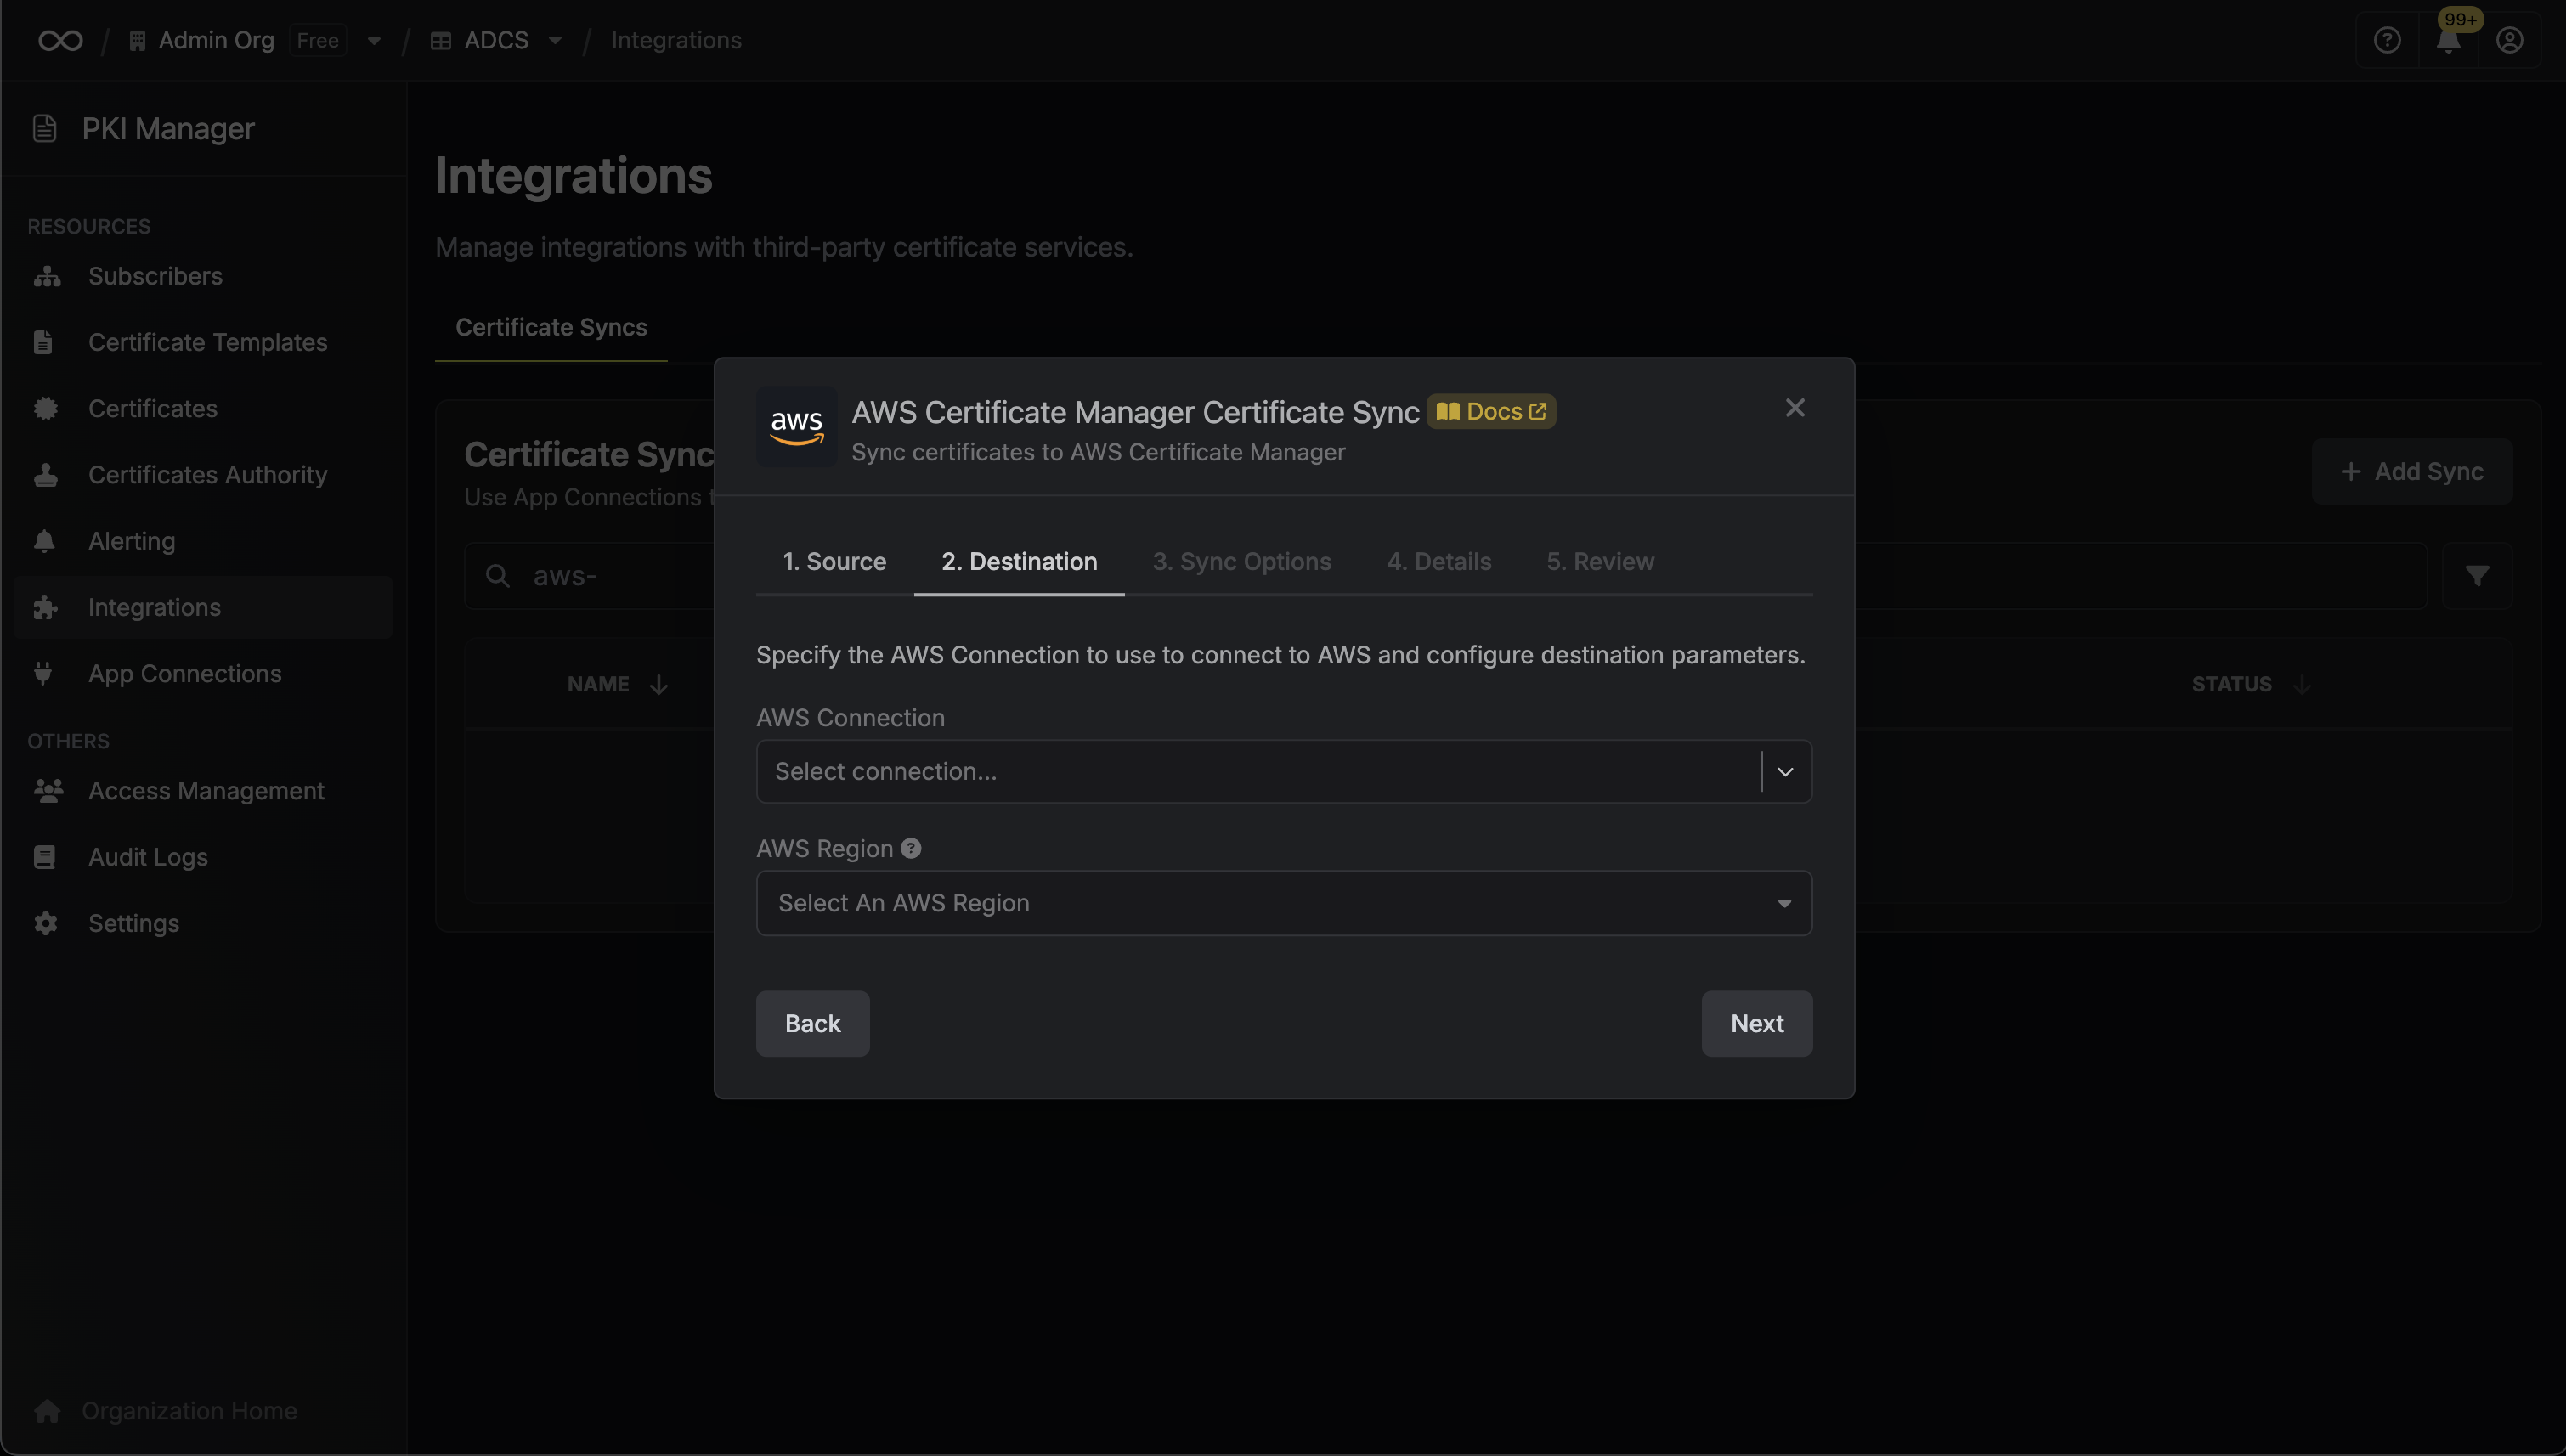 Admin Org Free ADCS Integrations
99+
PKI Manager
RESOURCES
Subscribers
Certificate Templates
Certificates
Certificates Authority
Alerting
Integrations
App Connections
OTHERS
Access Management
Audit Logs
Settings
Organization Home
Integrations
Manage integrations with third-party certificate services.
Certificate Syncs
Certificate Sync
Use App Connections t
+ Add Sync
aws-
NAME
STATUS
aws
AWS Certificate Manager Certificate Sync Docs
Sync certificates to AWS Certificate Manager
1. Source 2. Destination 3. Sync Options 4. Details 5. Review
Specify the AWS Connection to use to connect to AWS and configure destination parameters.
AWS Connection
Select connection...
AWS Region
Select An AWS Region
Back Next